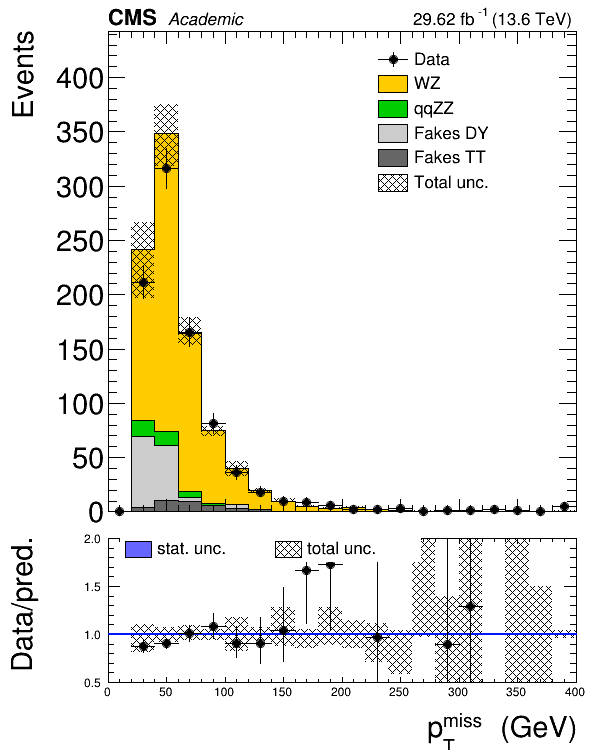 CMS Academic 29.62 fb-1 (13.6 TeV)
Events
400
350
300
250
200
150
100
50
0
Data
WZ
qqZZ
Fakes DY
Fakes TT
Total unc.
Data/pred.
2.0
1.5
1.0
0.5
stat. unc.
total unc.
0 50 100 150 200 250 300 350 400
pTmiss (GeV)